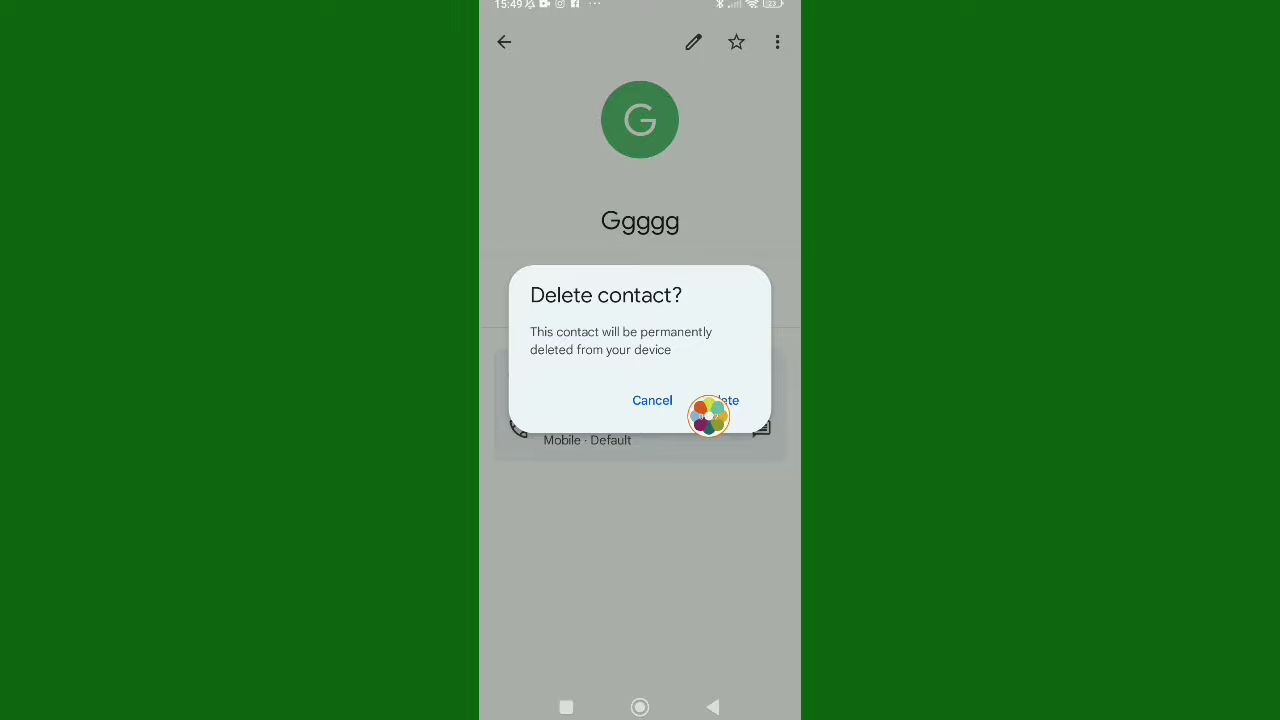 15:49
G
Ggggg
Delete contact?
This contact will be permanently
deleted from your device
Cancel
Mobile · Default